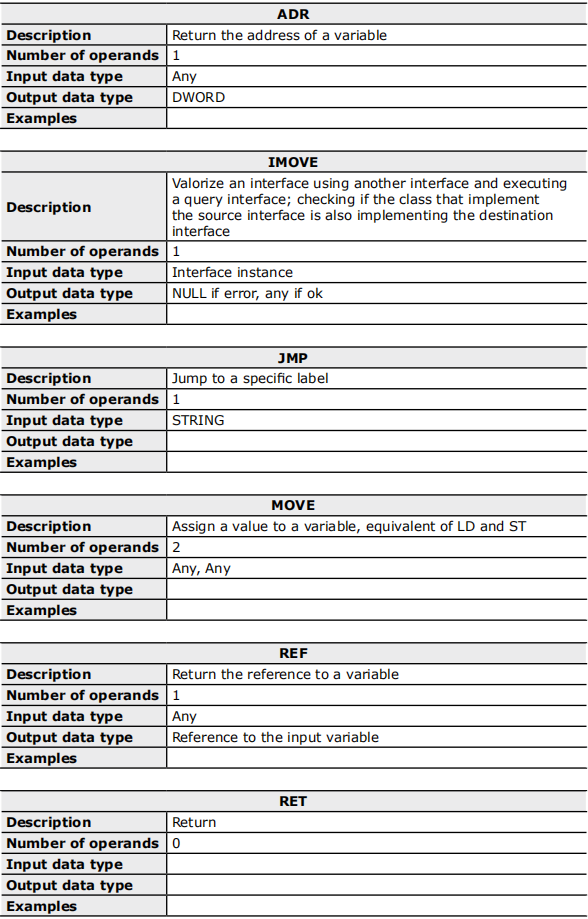 ADR
Description Return the address of a variable
Number of operands 1
Input data type Any
Output data type DWORD
Examples
IMOVE
Description Valorize an interface using another interface and executing
a query interface; checking if the class that implement
the source interface is also implementing the destination
interface
Number of operands 1
Input data type Interface instance
Output data type NULL if error, any if ok
Examples
JMP
Description Jump to a specific label
Number of operands 1
Input data type STRING
Output data type
Examples
MOVE
Description Assign a value to a variable, equivalent of LD and ST
Number of operands 2
Input data type Any, Any
Output data type
Examples
REF
Description Return the reference to a variable
Number of operands 1
Input data type Any
Output data type Reference to the input variable
Examples
RET
Description Return
Number of operands 0
Input data type
Output data type
Examples